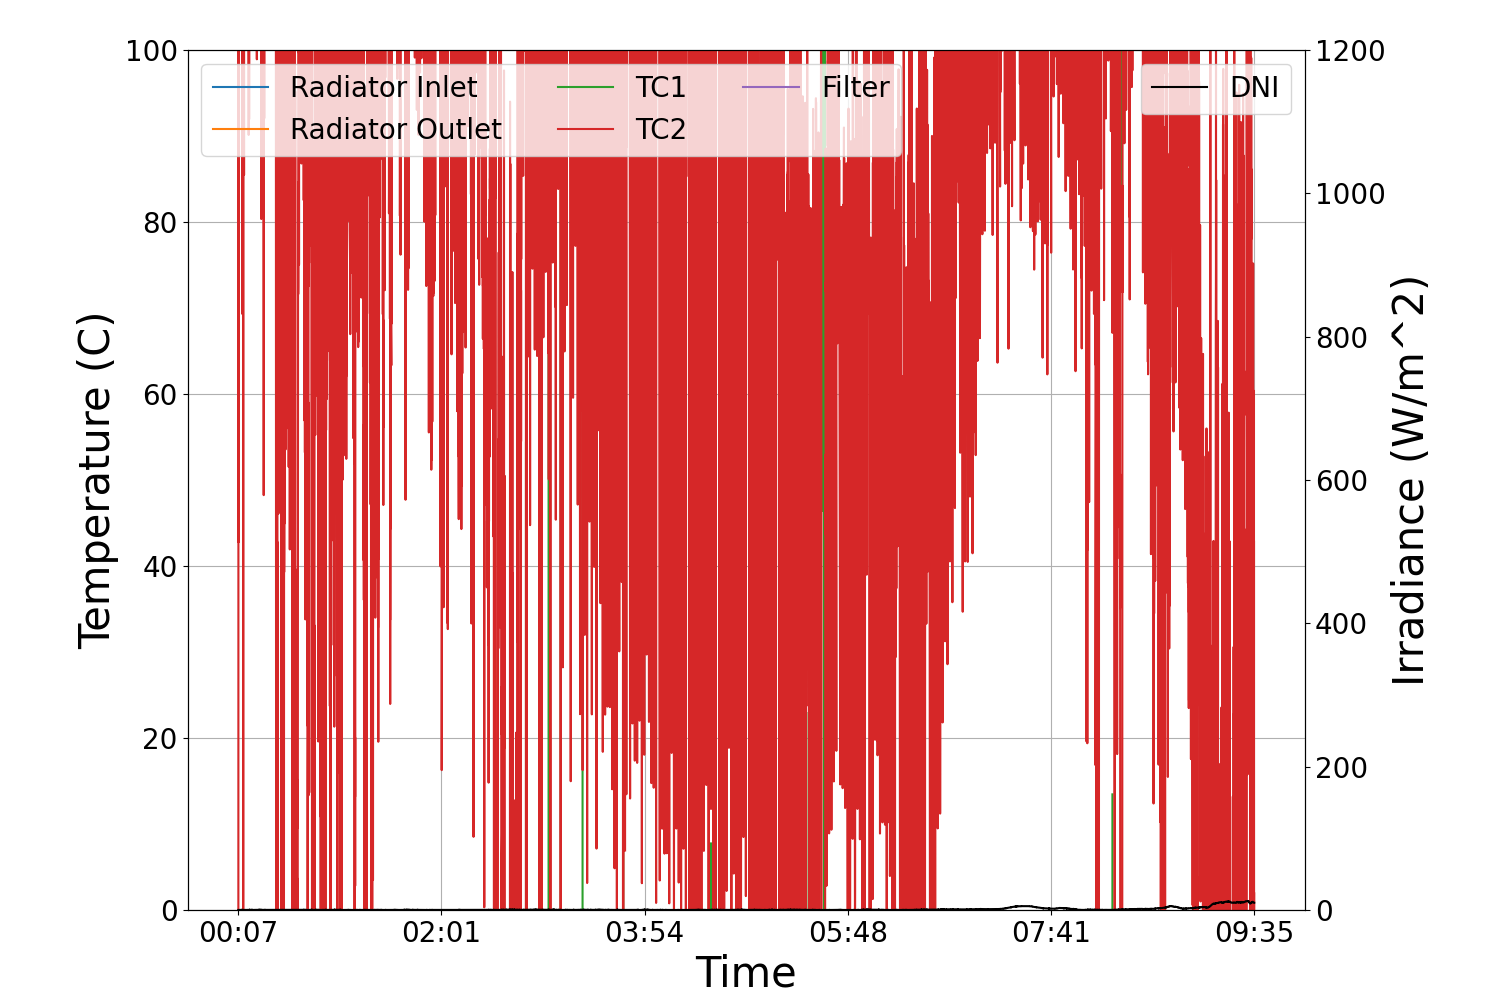 100
80
60
40
20
0
Temperature (C)
Radiator Inlet
Radiator Outlet
TC1
TC2
Filter
DNI
1200
1000
800
600
400
200
0
Irradiance (W/m^2)
00:07 02:01 03:54 05:48 07:41 09:35
Time